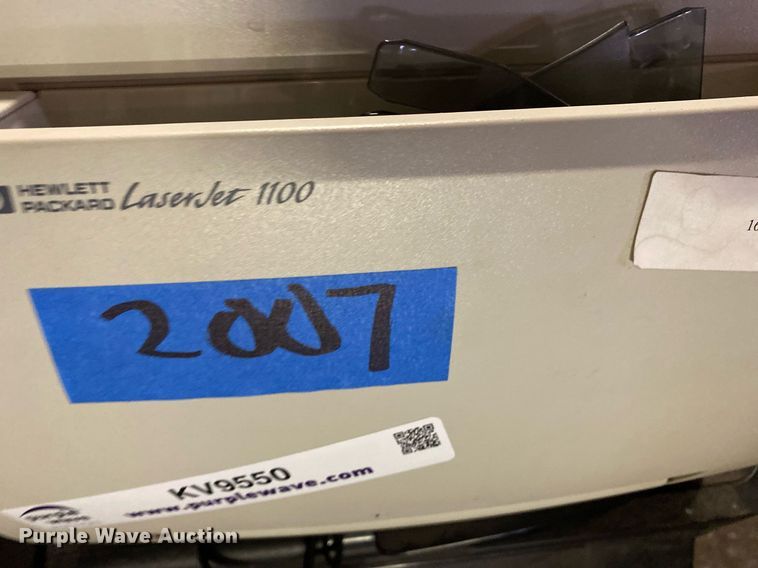 HEWLETT
PACKARD LaserJet 1100
2007
KV9550
www.purplewave.com
Purple Wave Auction